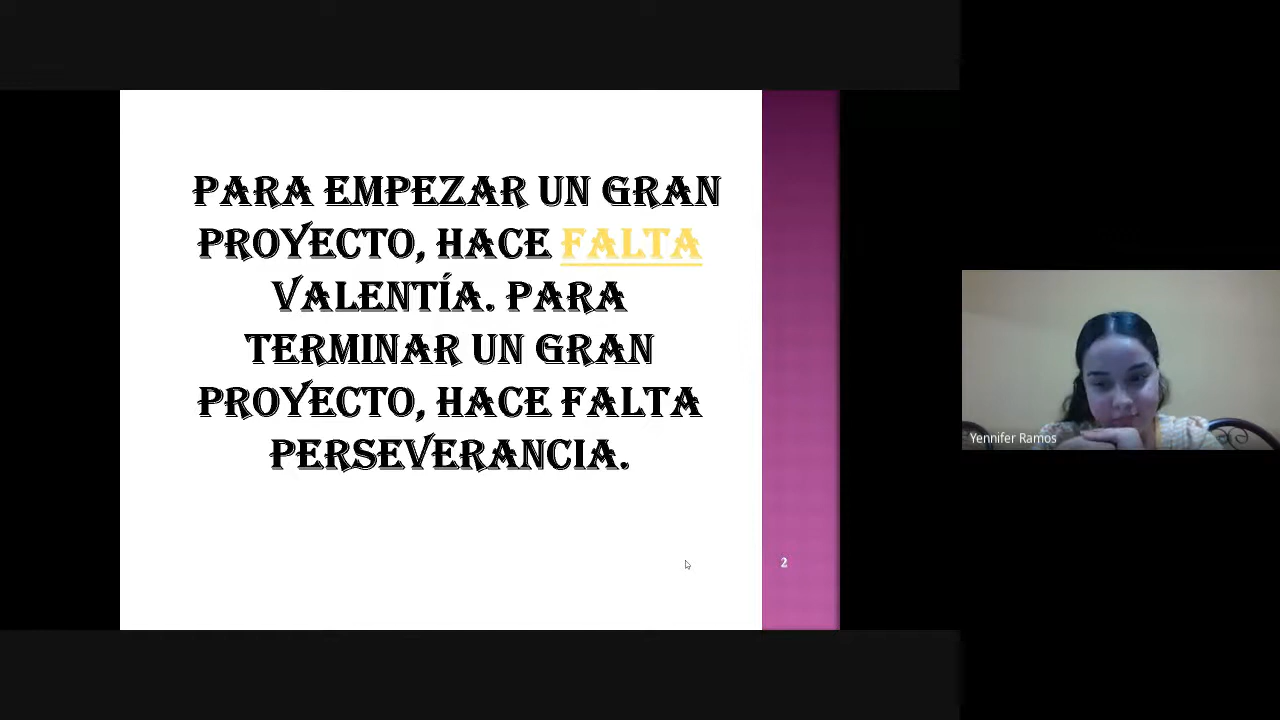 PARA EMPEZAR UN GRAN
PROYECTO, HACE FALTA
VALENTÍA. PARA
TERMINAR UN GRAN
PROYECTO, HACE FALTA
PERSEVERANCIA.
2
Yennifer Ramos